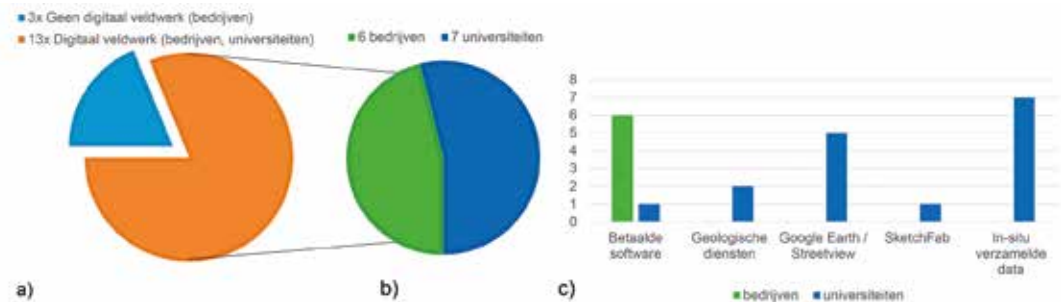 3x Geen digitaal veldwerk (bedrijven)
13x Digitaal veldwerk (bedrijven, universiteiten)
6 bedrijven 7 universiteiten
8
7
6
5
4
3
2
1
0
Betaalde software
Geologische diensten
Google Earth / Streetview
SketchFab
In-situ verzamelde data
bedrijven universiteiten
a)
b)
c)